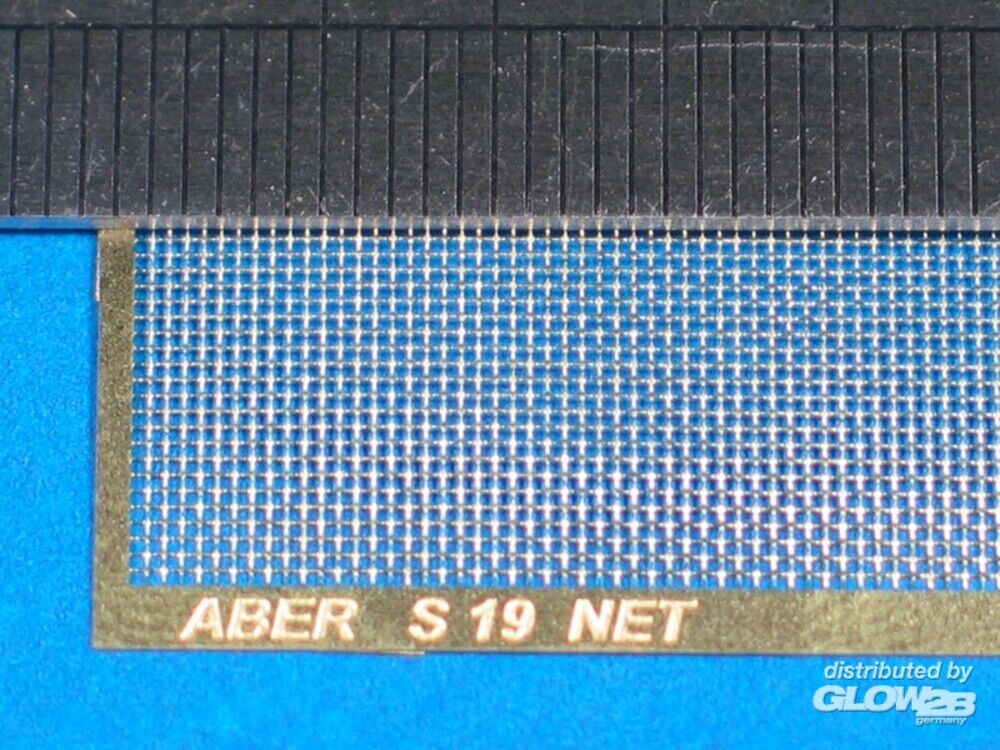 ABER S 19 NET
distributed by
GLOW2B
germany